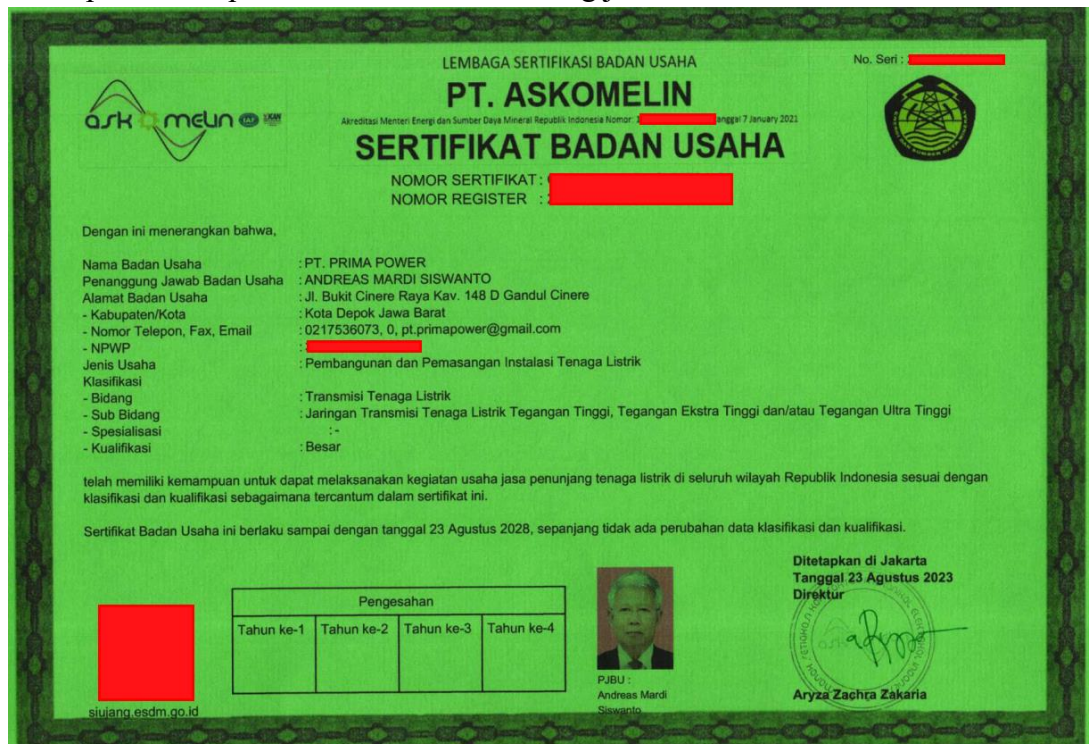 LEMBAGA SERTIFIKASI BADAN USAHA
No. Seri :
ask melin
IAF
KAN
PT. ASKOMELIN
Akreditasi Menteri Energi dan Sumber Daya Mineral Republik Indonesia Nomor: tanggal 7 January 2021
SERTIFIKAT BADAN USAHA
NOMOR SERTIFIKAT :
NOMOR REGISTER :
Dengan ini menerangkan bahwa,
Nama Badan Usaha : PT. PRIMA POWER
Penanggung Jawab Badan Usaha : ANDREAS MARDI SISWANTO
Alamat Badan Usaha : Jl. Bukit Cinere Raya Kav. 148 D Gandul Cinere
- Kabupaten/Kota : Kota Depok Jawa Barat
- Nomor Telepon, Fax, Email : 0217536073, 0, pt.primapower@gmail.com
- NPWP :
Jenis Usaha : Pembangunan dan Pemasangan Instalasi Tenaga Listrik
Klasifikasi
- Bidang : Transmisi Tenaga Listrik
- Sub Bidang : Jaringan Transmisi Tenaga Listrik Tegangan Tinggi, Tegangan Ekstra Tinggi dan/atau Tegangan Ultra Tinggi
- Spesialisasi :-
- Kualifikasi : Besar
telah memiliki kemampuan untuk dapat melaksanakan kegiatan usaha jasa penunjang tenaga listrik di seluruh wilayah Republik Indonesia sesuai dengan
klasifikasi dan kualifikasi sebagaimana tercantum dalam sertifikat ini.
Sertifikat Badan Usaha ini berlaku sampai dengan tanggal 23 Agustus 2028, sepanjang tidak ada perubahan data klasifikasi dan kualifikasi.
Ditetapkan di Jakarta
Tanggal 23 Agustus 2023
Direktur
Pengesahan
Tahun ke-1 Tahun ke-2 Tahun ke-3 Tahun ke-4
PJBU :
Andreas Mardi
Siswanto
Aryza Zachra Zakaria
siujang.esdm.go.id